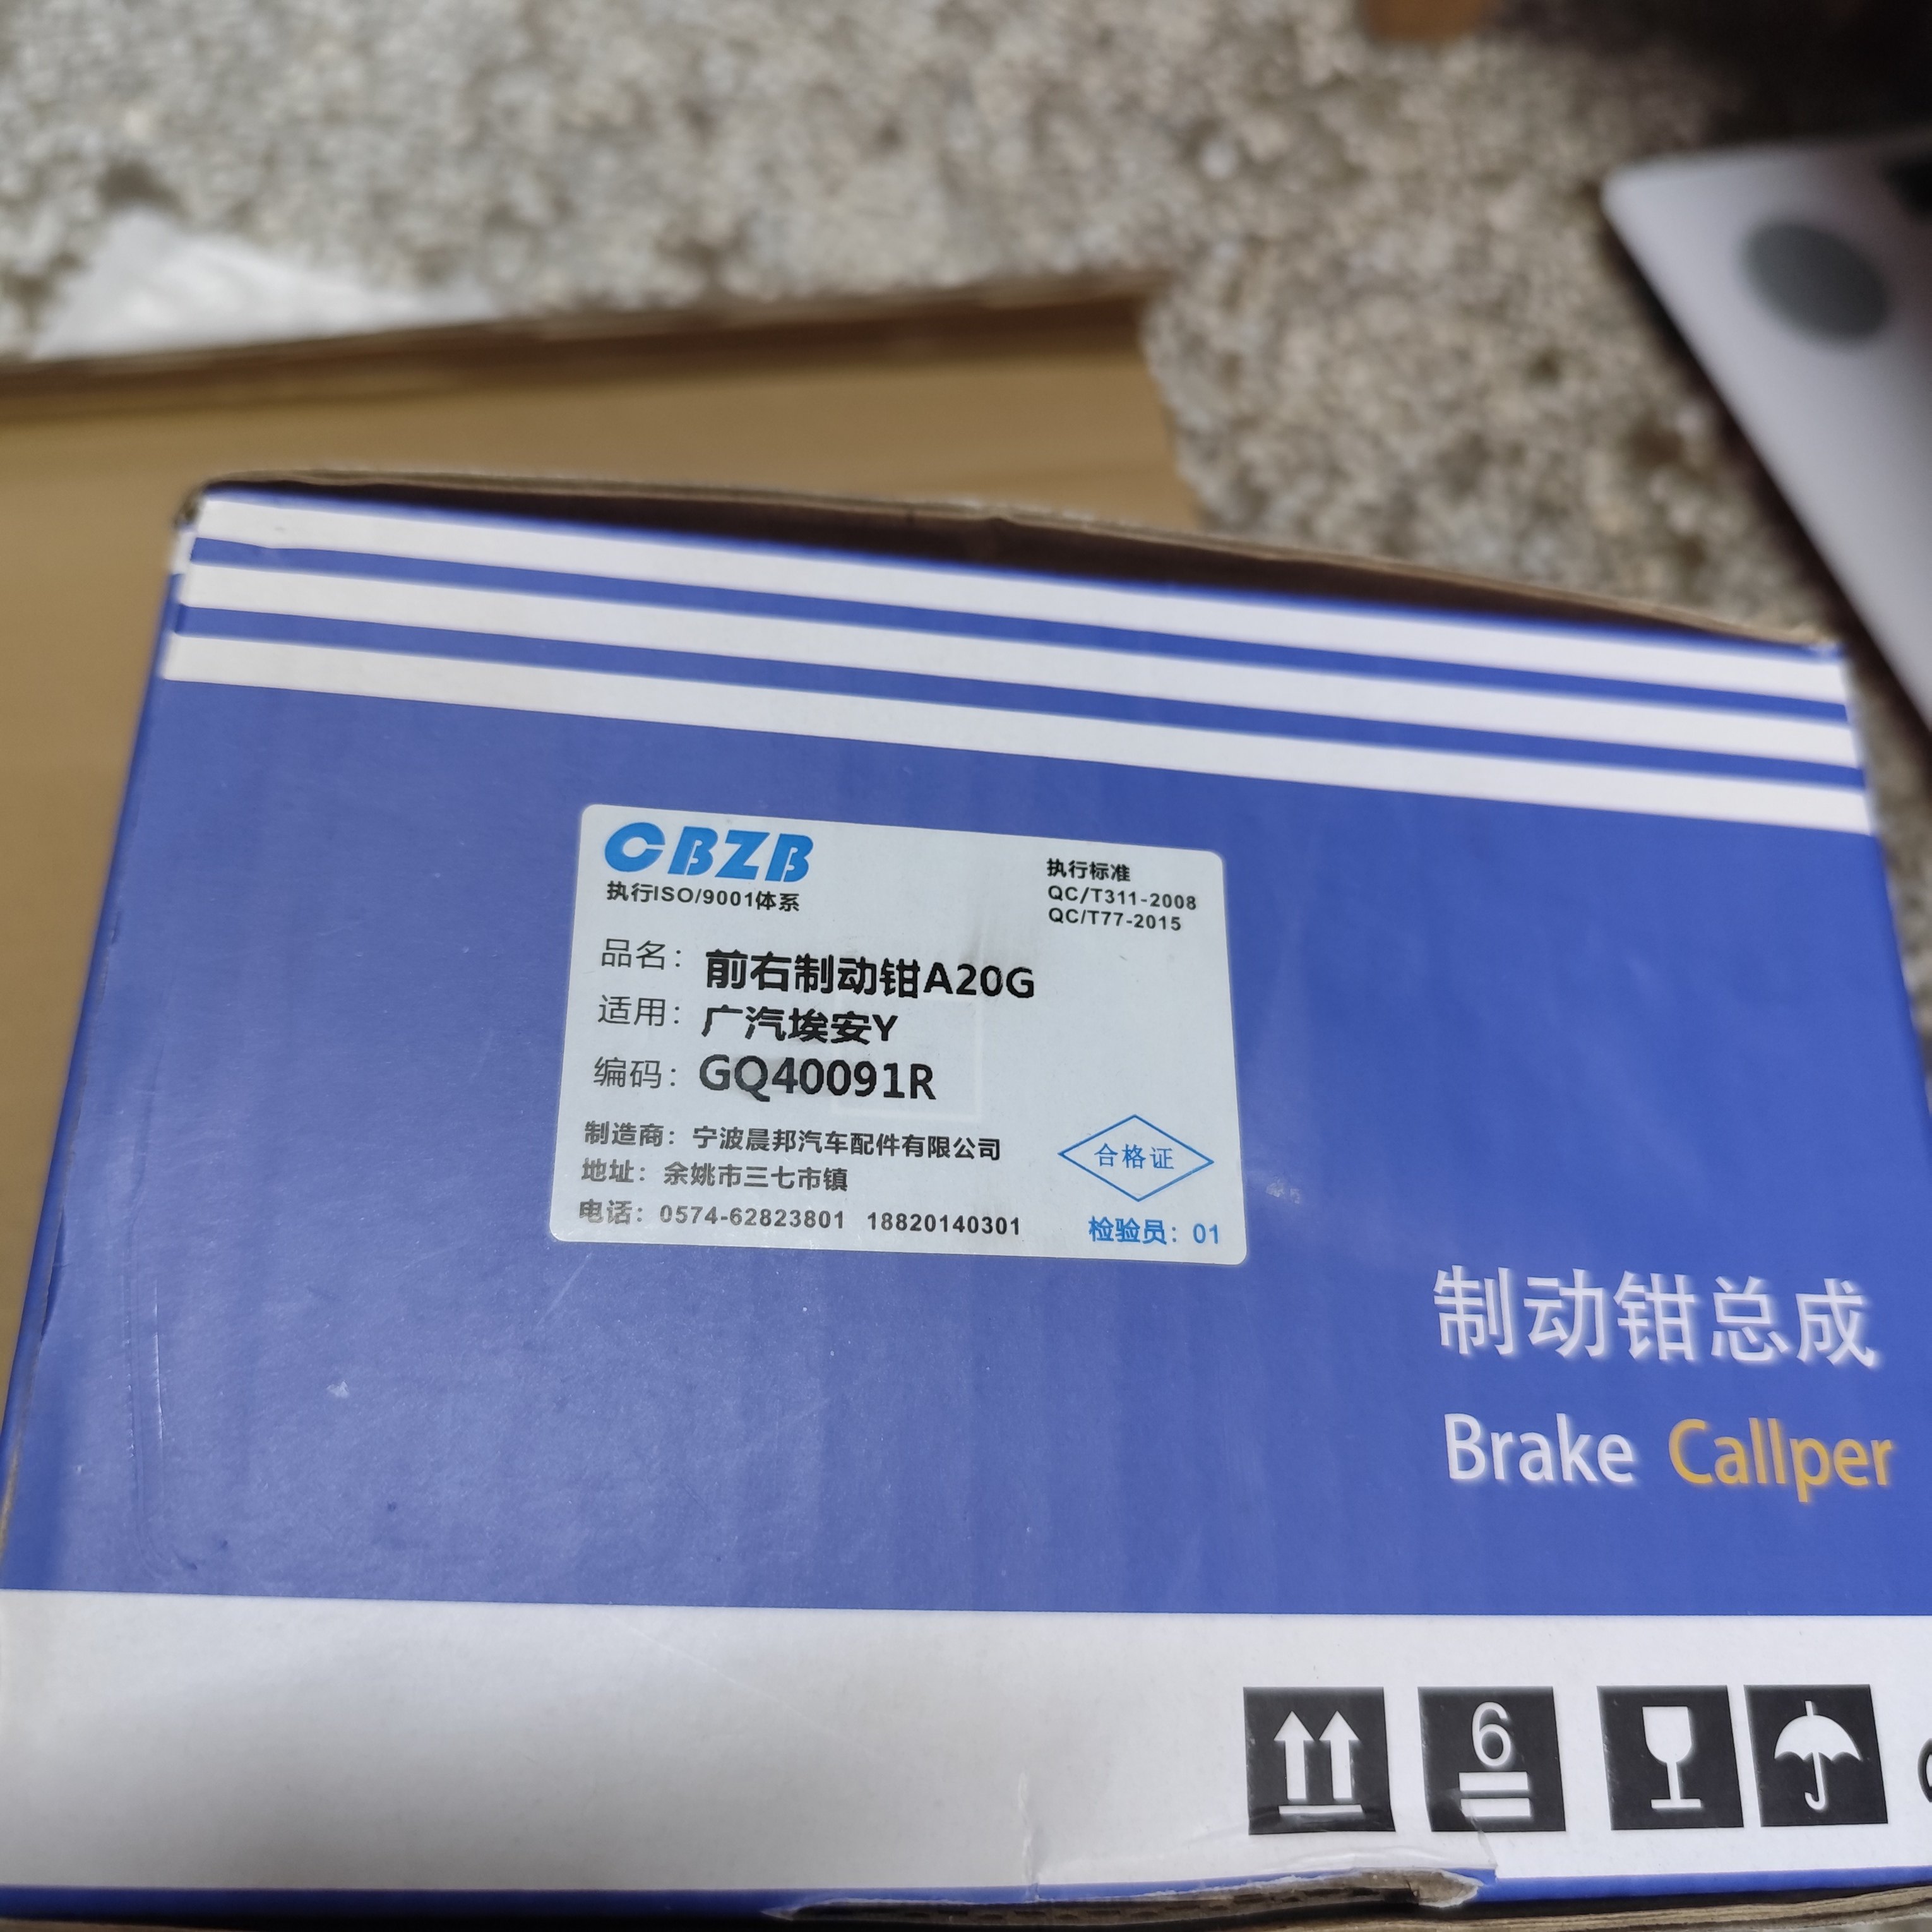 CBZB
执行ISO/9001体系
执行标准
QC/T311-2008
QC/T77-2015
品名：前右制动钳A20G
适用：广汽埃安Y
编码：GQ40091R
制造商：宁波晨邦汽车配件有限公司
地址：余姚市三七市镇
电话：0574-62823801 18820140301
合格证
检验员：01
制动钳总成
Brake Callper
6